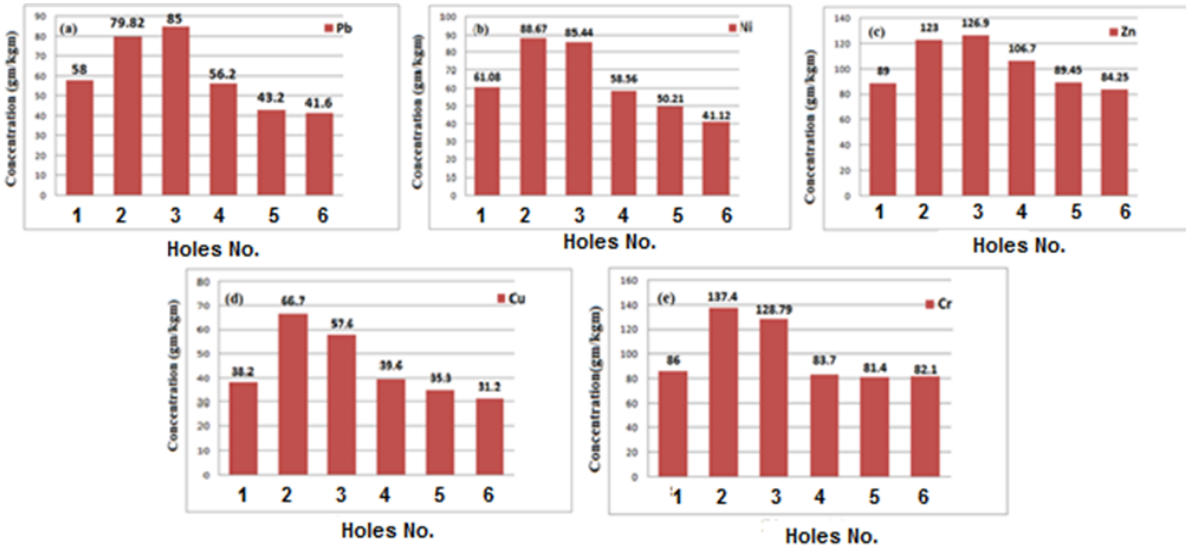 (a) Pb
Concentration (gm/kgm)
90
80
70
60
50
40
30
20
10
0
58 79.82 85 56.2 43.2 41.6
1 2 3 4 5 6
Holes No.
(b) Ni
Concentration (gm/kgm)
100
90
80
70
60
50
40
30
20
10
0
61.08 88.67 85.44 58.56 50.21 41.12
1 2 3 4 5 6
Holes No.
(c) Zn
Concentration (gm/kgm)
140
120
100
80
60
40
20
0
89 123 126.9 106.7 89.45 84.25
1 2 3 4 5 6
Holes No.
(d) Cu
Concentration (gm/kgm)
80
70
60
50
40
30
20
10
0
38.2 66.7 57.6 39.6 35.3 31.2
1 2 3 4 5 6
Holes No.
(e) Cr
Concentration(gm/kgm)
160
140
120
100
80
60
40
20
0
86 137.4 128.79 83.7 81.4 82.1
1 2 3 4 5 6
Holes No.